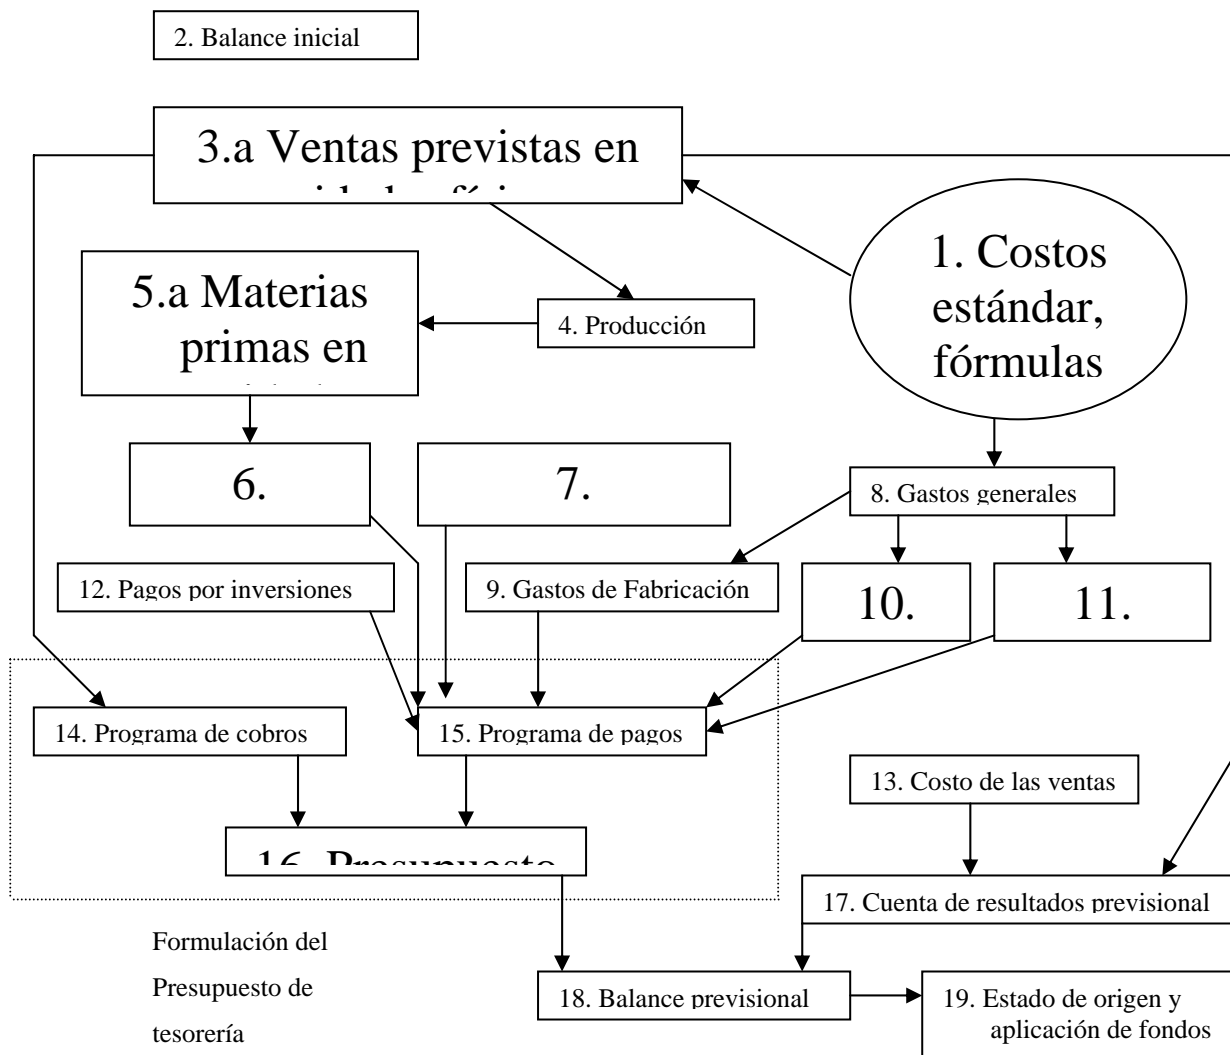 2. Balance inicial
3.a Ventas previstas en
1. Costos
estándar,
fórmulas
5.a Materias
primas en
4. Producción
6.
7.
8. Gastos generales
12. Pagos por inversiones
9. Gastos de Fabricación
10.
11.
14. Programa de cobros
15. Programa de pagos
13. Costo de las ventas
16. Presupuesto
17. Cuenta de resultados previsional
Formulación del
Presupuesto de
tesorería
18. Balance previsional
19. Estado de origen y
aplicación de fondos